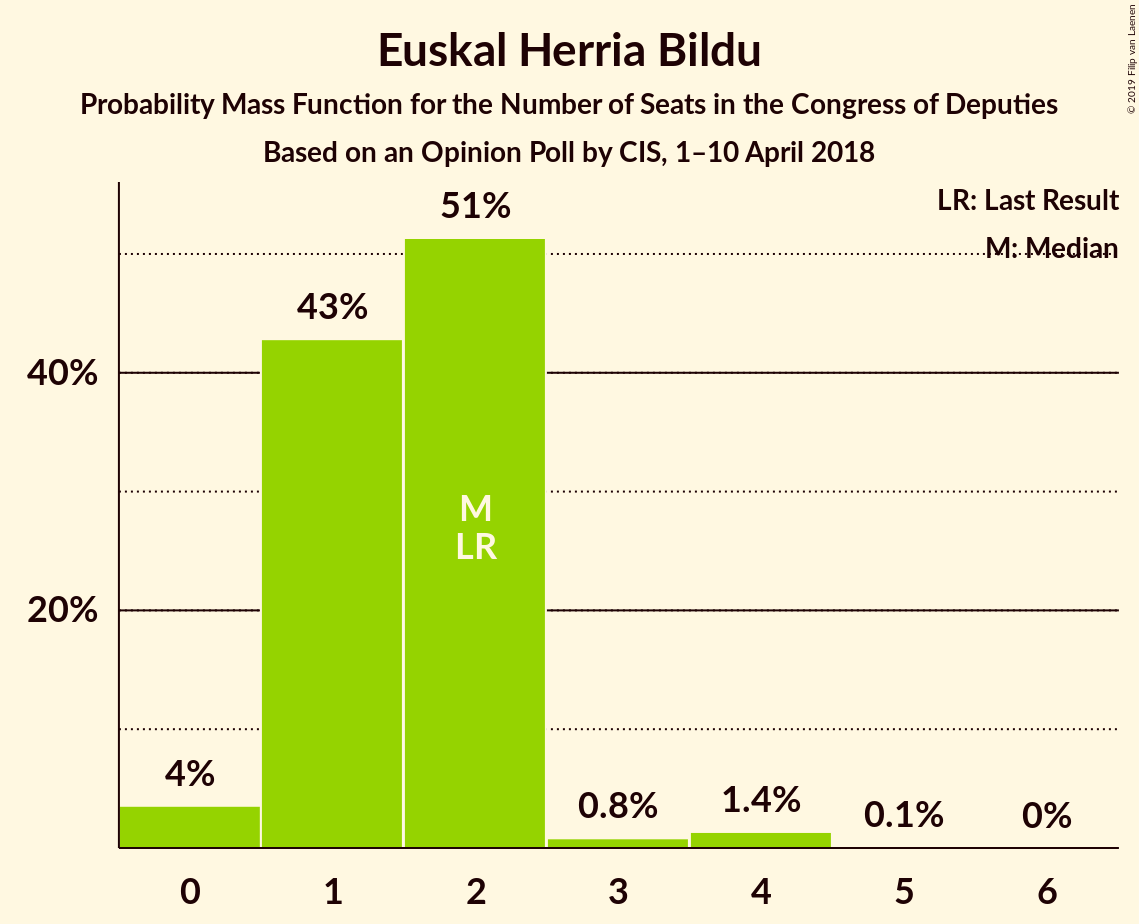 Euskal Herria Bildu
Probability Mass Function for the Number of Seats in the Congress of Deputies
Based on an Opinion Poll by CIS, 1–10 April 2018
© 2019 Filip van Laenen
LR: Last Result
M: Median
51%
43%
40%
M
LR
20%
4%
0.8%
1.4%
0.1%
0%
0 1 2 3 4 5 6